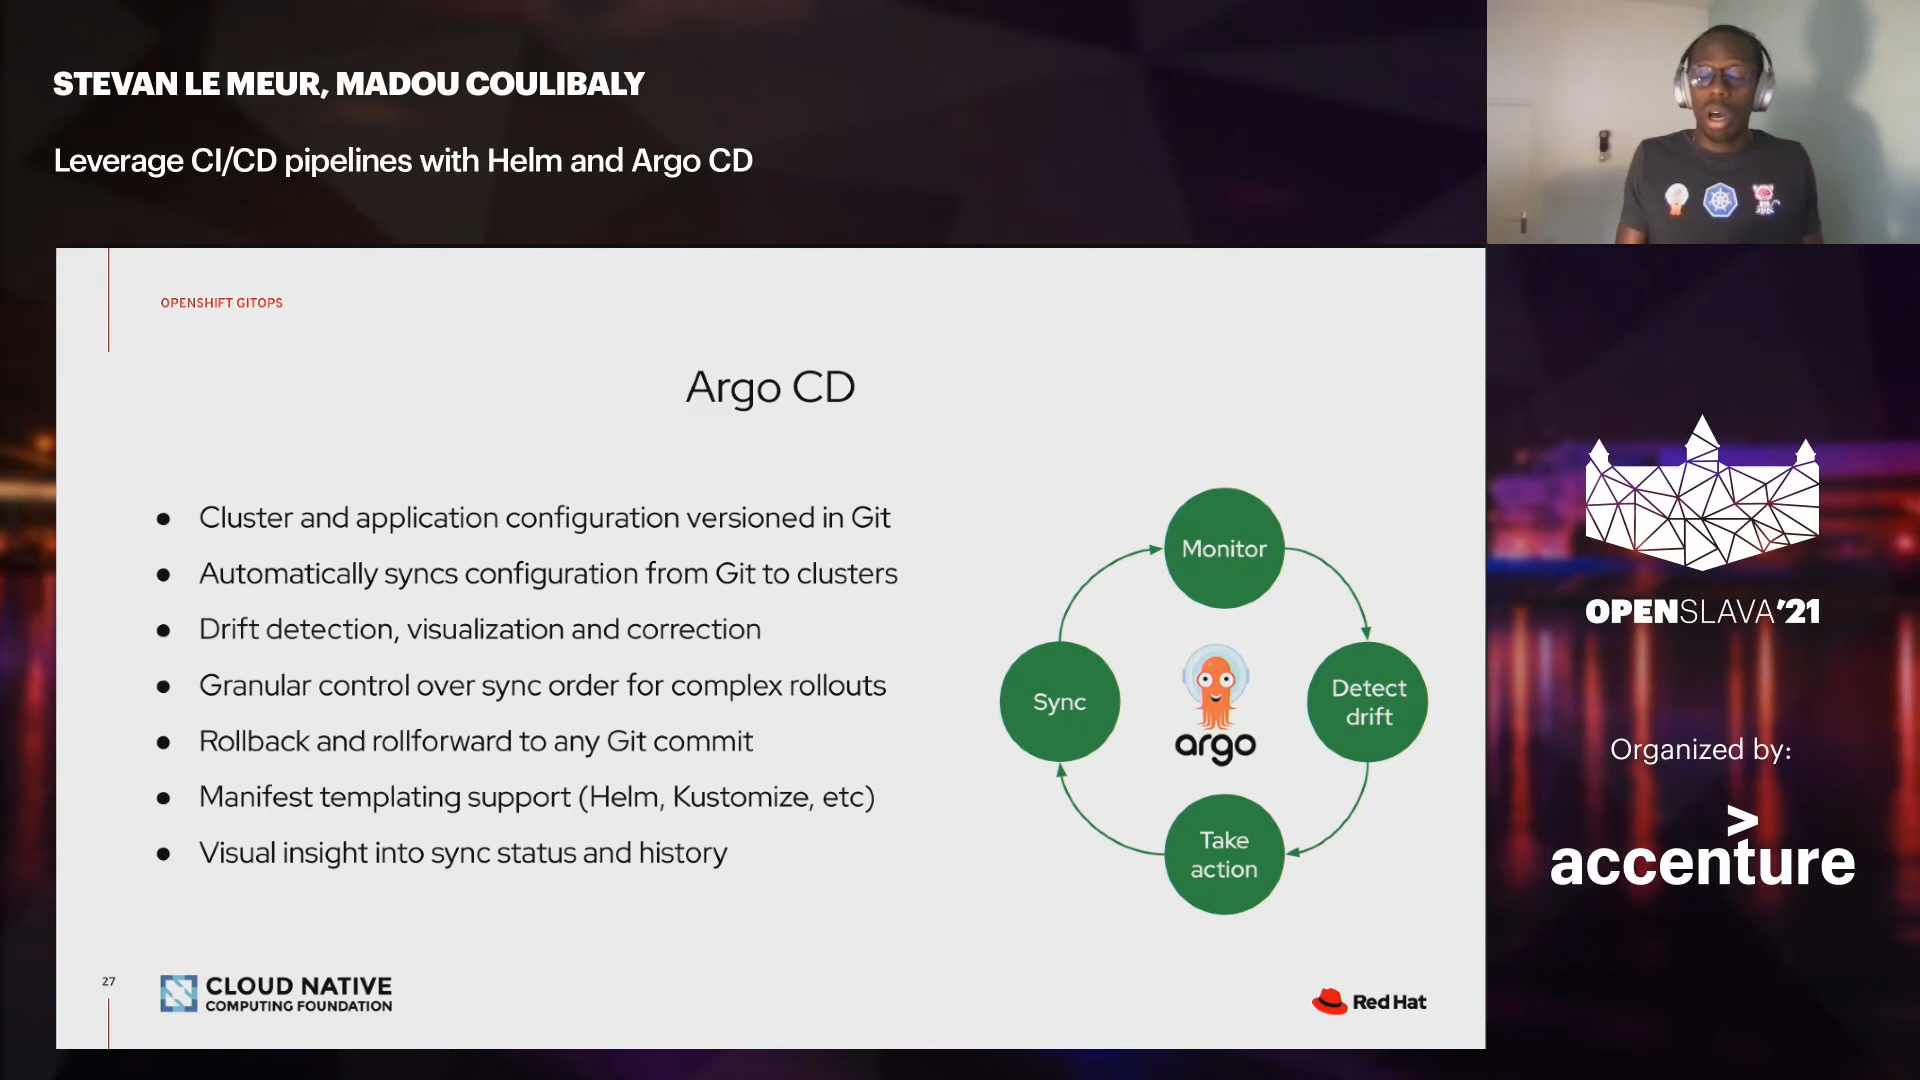 STEVAN LE MEUR, MADOU COULIBALY
Leverage CI/CD pipelines with Helm and Argo CD
OPENSHIFT GITOPS
Argo CD
● Cluster and application configuration versioned in Git
● Automatically syncs configuration from Git to clusters
● Drift detection, visualization and correction
● Granular control over sync order for complex rollouts
● Rollback and rollforward to any Git commit
● Manifest templating support (Helm, Kustomize, etc)
● Visual insight into sync status and history
Monitor
Detect
drift
Take
action
Sync
argo
27
CLOUD NATIVE
COMPUTING FOUNDATION
Red Hat
OPENSLAVA'21
Organized by:
accenture